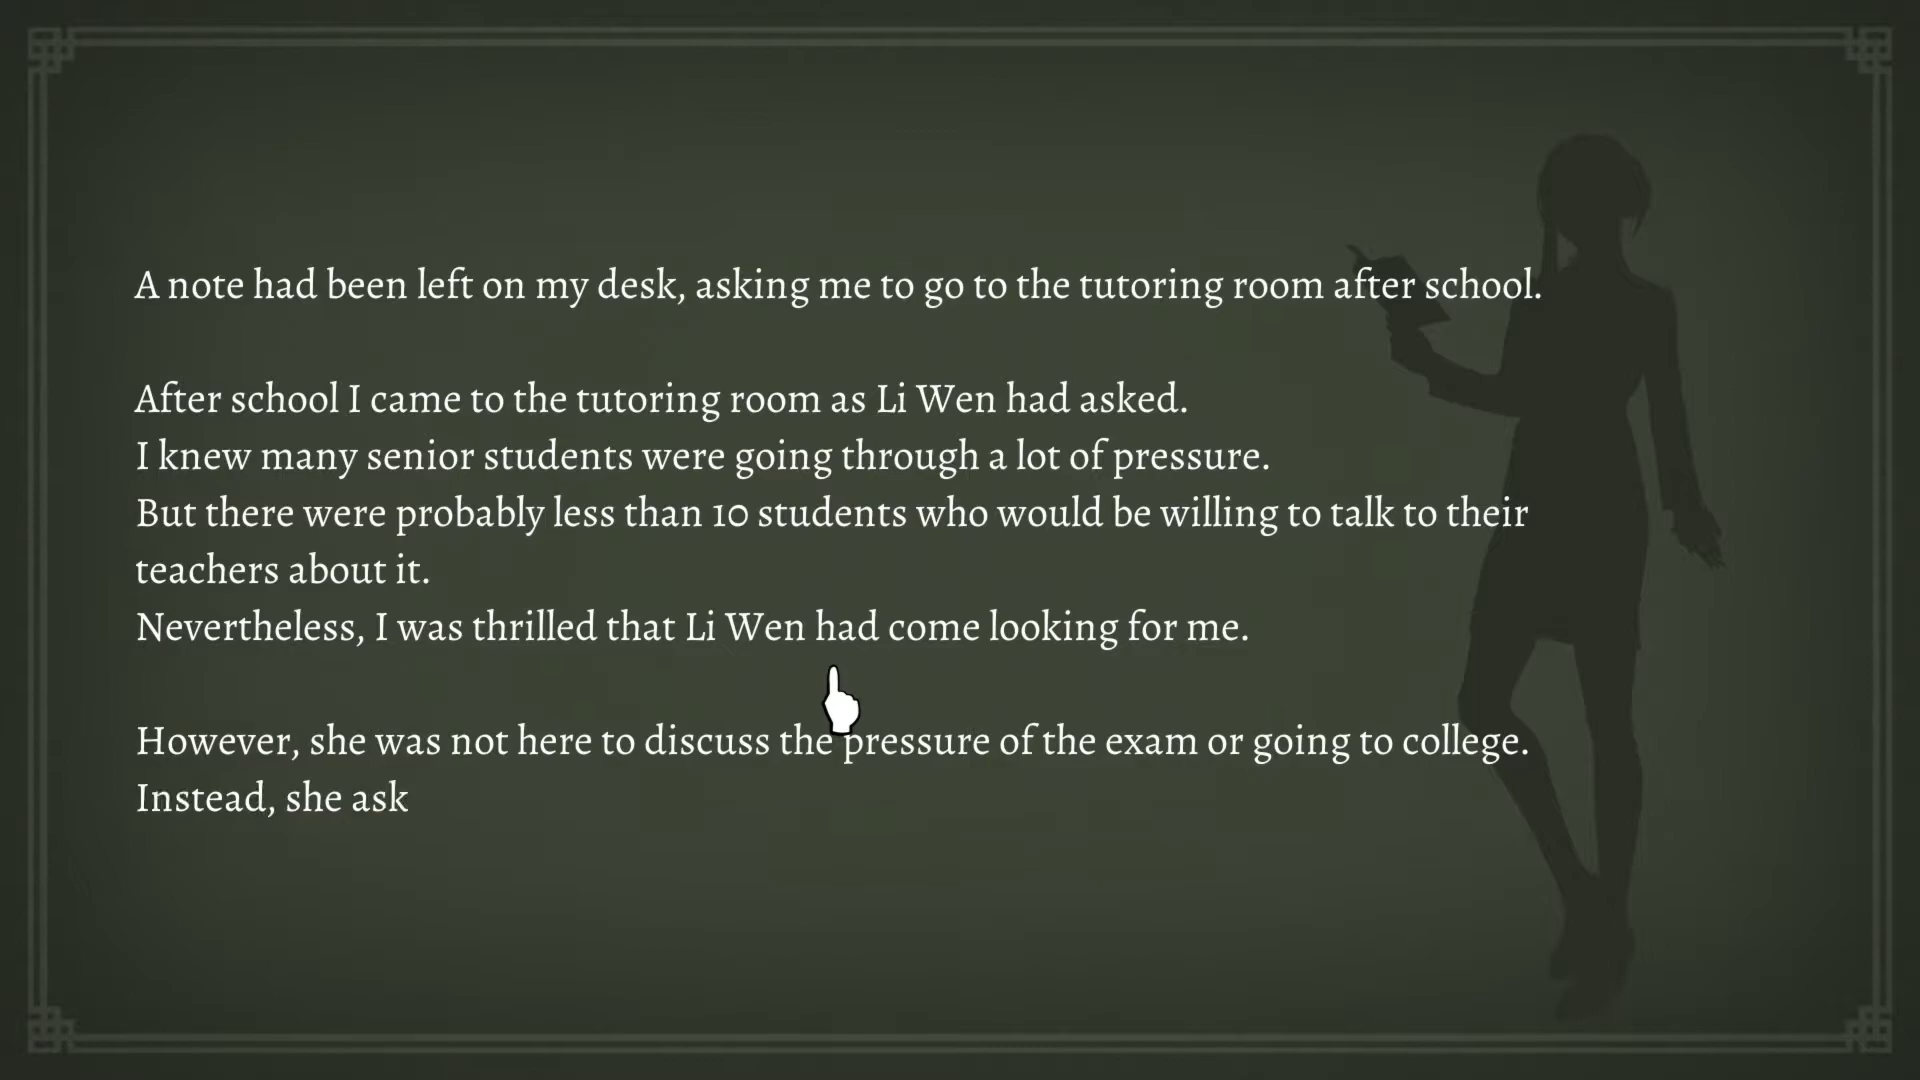 A note had been left on my desk, asking me to go to the tutoring room after school.
After school I came to the tutoring room as Li Wen had asked.
I knew many senior students were going through a lot of pressure.
But there were probably less than 10 students who would be willing to talk to their
teachers about it.
Nevertheless, I was thrilled that Li Wen had come looking for me.
However, she was not here to discuss the pressure of the exam or going to college.
Instead, she ask